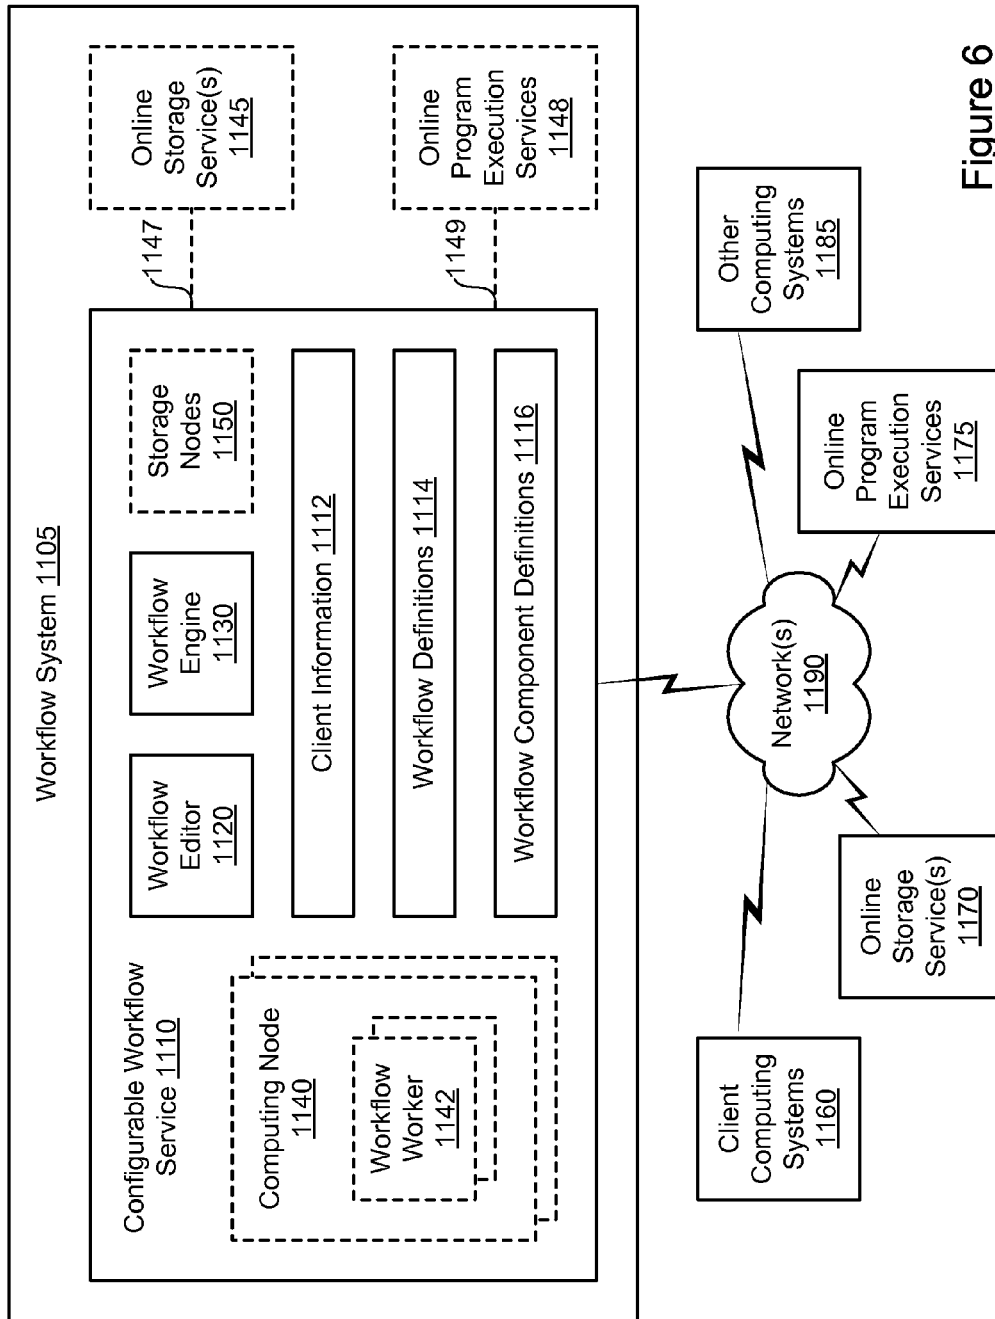 Workflow System 1105
Configurable Workflow
Service 1110
Computing Node
1140
Workflow
Worker
1142
Workflow
Editor
1120
Workflow
Engine
1130
Storage
Nodes
1150
Client Information 1112
Workflow Definitions 1114
Workflow Component Definitions 1116
1147
Online
Storage
Service(s)
1145
1149
Online
Program
Execution
Services
1148
Client
Computing
Systems
1160
Online
Storage
Service(s)
1170
Network(s)
1190
Online
Program
Execution
Services
1175
Other
Computing
Systems
1185
Figure 6